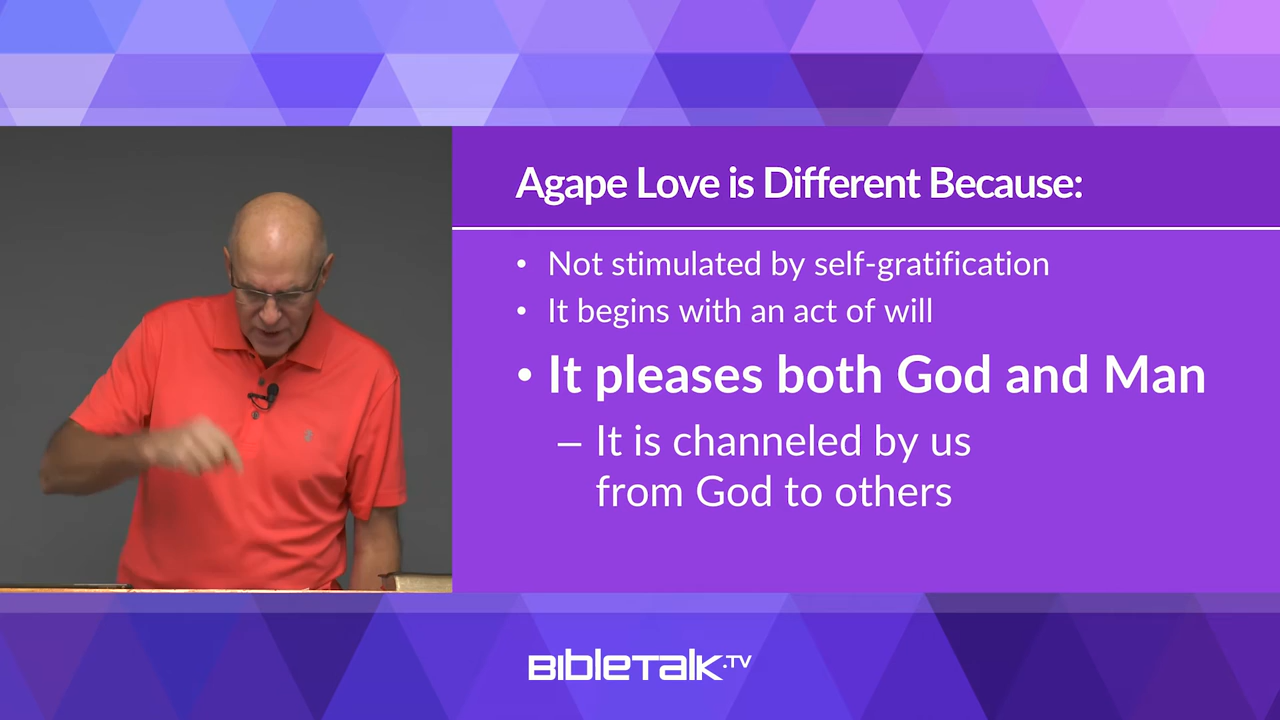 Agape Love is Different Because:
• Not stimulated by self-gratification
• It begins with an act of will
• It pleases both God and Man
– It is channeled by us
from God to others
BIBLETALK.TV